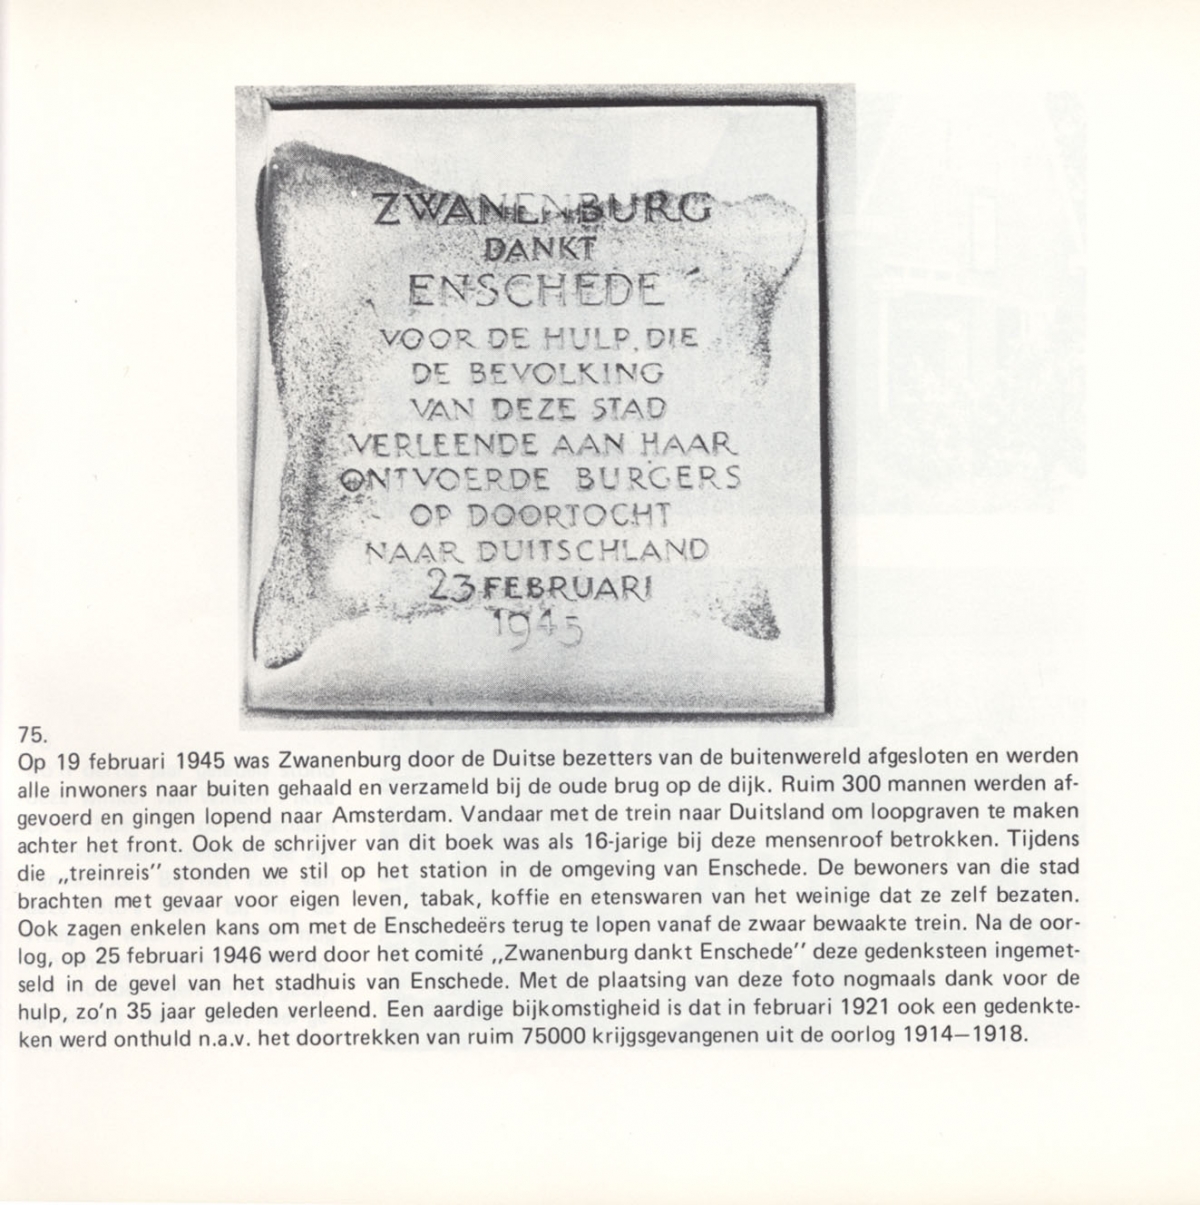 ZWANENBURG
DANKT
ENSCHEDE
VOOR DE HULP, DIE
DE BEVOLKING
VAN DEZE STAD
VERLEENDE AAN HAAR
ONTVOERDE BURGERS
OP DOORTOCHT
NAAR DUITSCHLAND
23 FEBRUARI
1945
75.
Op 19 februari 1945 was Zwanenburg door de Duitse bezetters van de buitenwereld afgesloten en werden
alle inwoners naar buiten gehaald en verzameld bij de oude brug op de dijk. Ruim 300 mannen werden af-
gevoerd en gingen lopend naar Amsterdam. Vandaar met de trein naar Duitsland om loopgraven te maken
achter het front. Ook de schrijver van dit boek was als 16-jarige bij deze mensenroof betrokken. Tijdens
die „treinreis” stonden we stil op het station in de omgeving van Enschede. De bewoners van die stad
brachten met gevaar voor eigen leven, tabak, koffie en etenswaren van het weinige dat ze zelf bezaten.
Ook zagen enkelen kans om met de Enschedeërs terug te lopen vanaf de zwaar bewaakte trein. Na de oor-
log, op 25 februari 1946 werd door het comité „Zwanenburg dankt Enschede” deze gedenksteen ingemet-
seld in de gevel van het stadhuis van Enschede. Met de plaatsing van deze foto nogmaals dank voor de
hulp, zo'n 35 jaar geleden verleend. Een aardige bijkomstigheid is dat in februari 1921 ook een gedenkte-
ken werd onthuld n.a.v. het doortrekken van ruim 75000 krijgsgevangenen uit de oorlog 1914–1918.